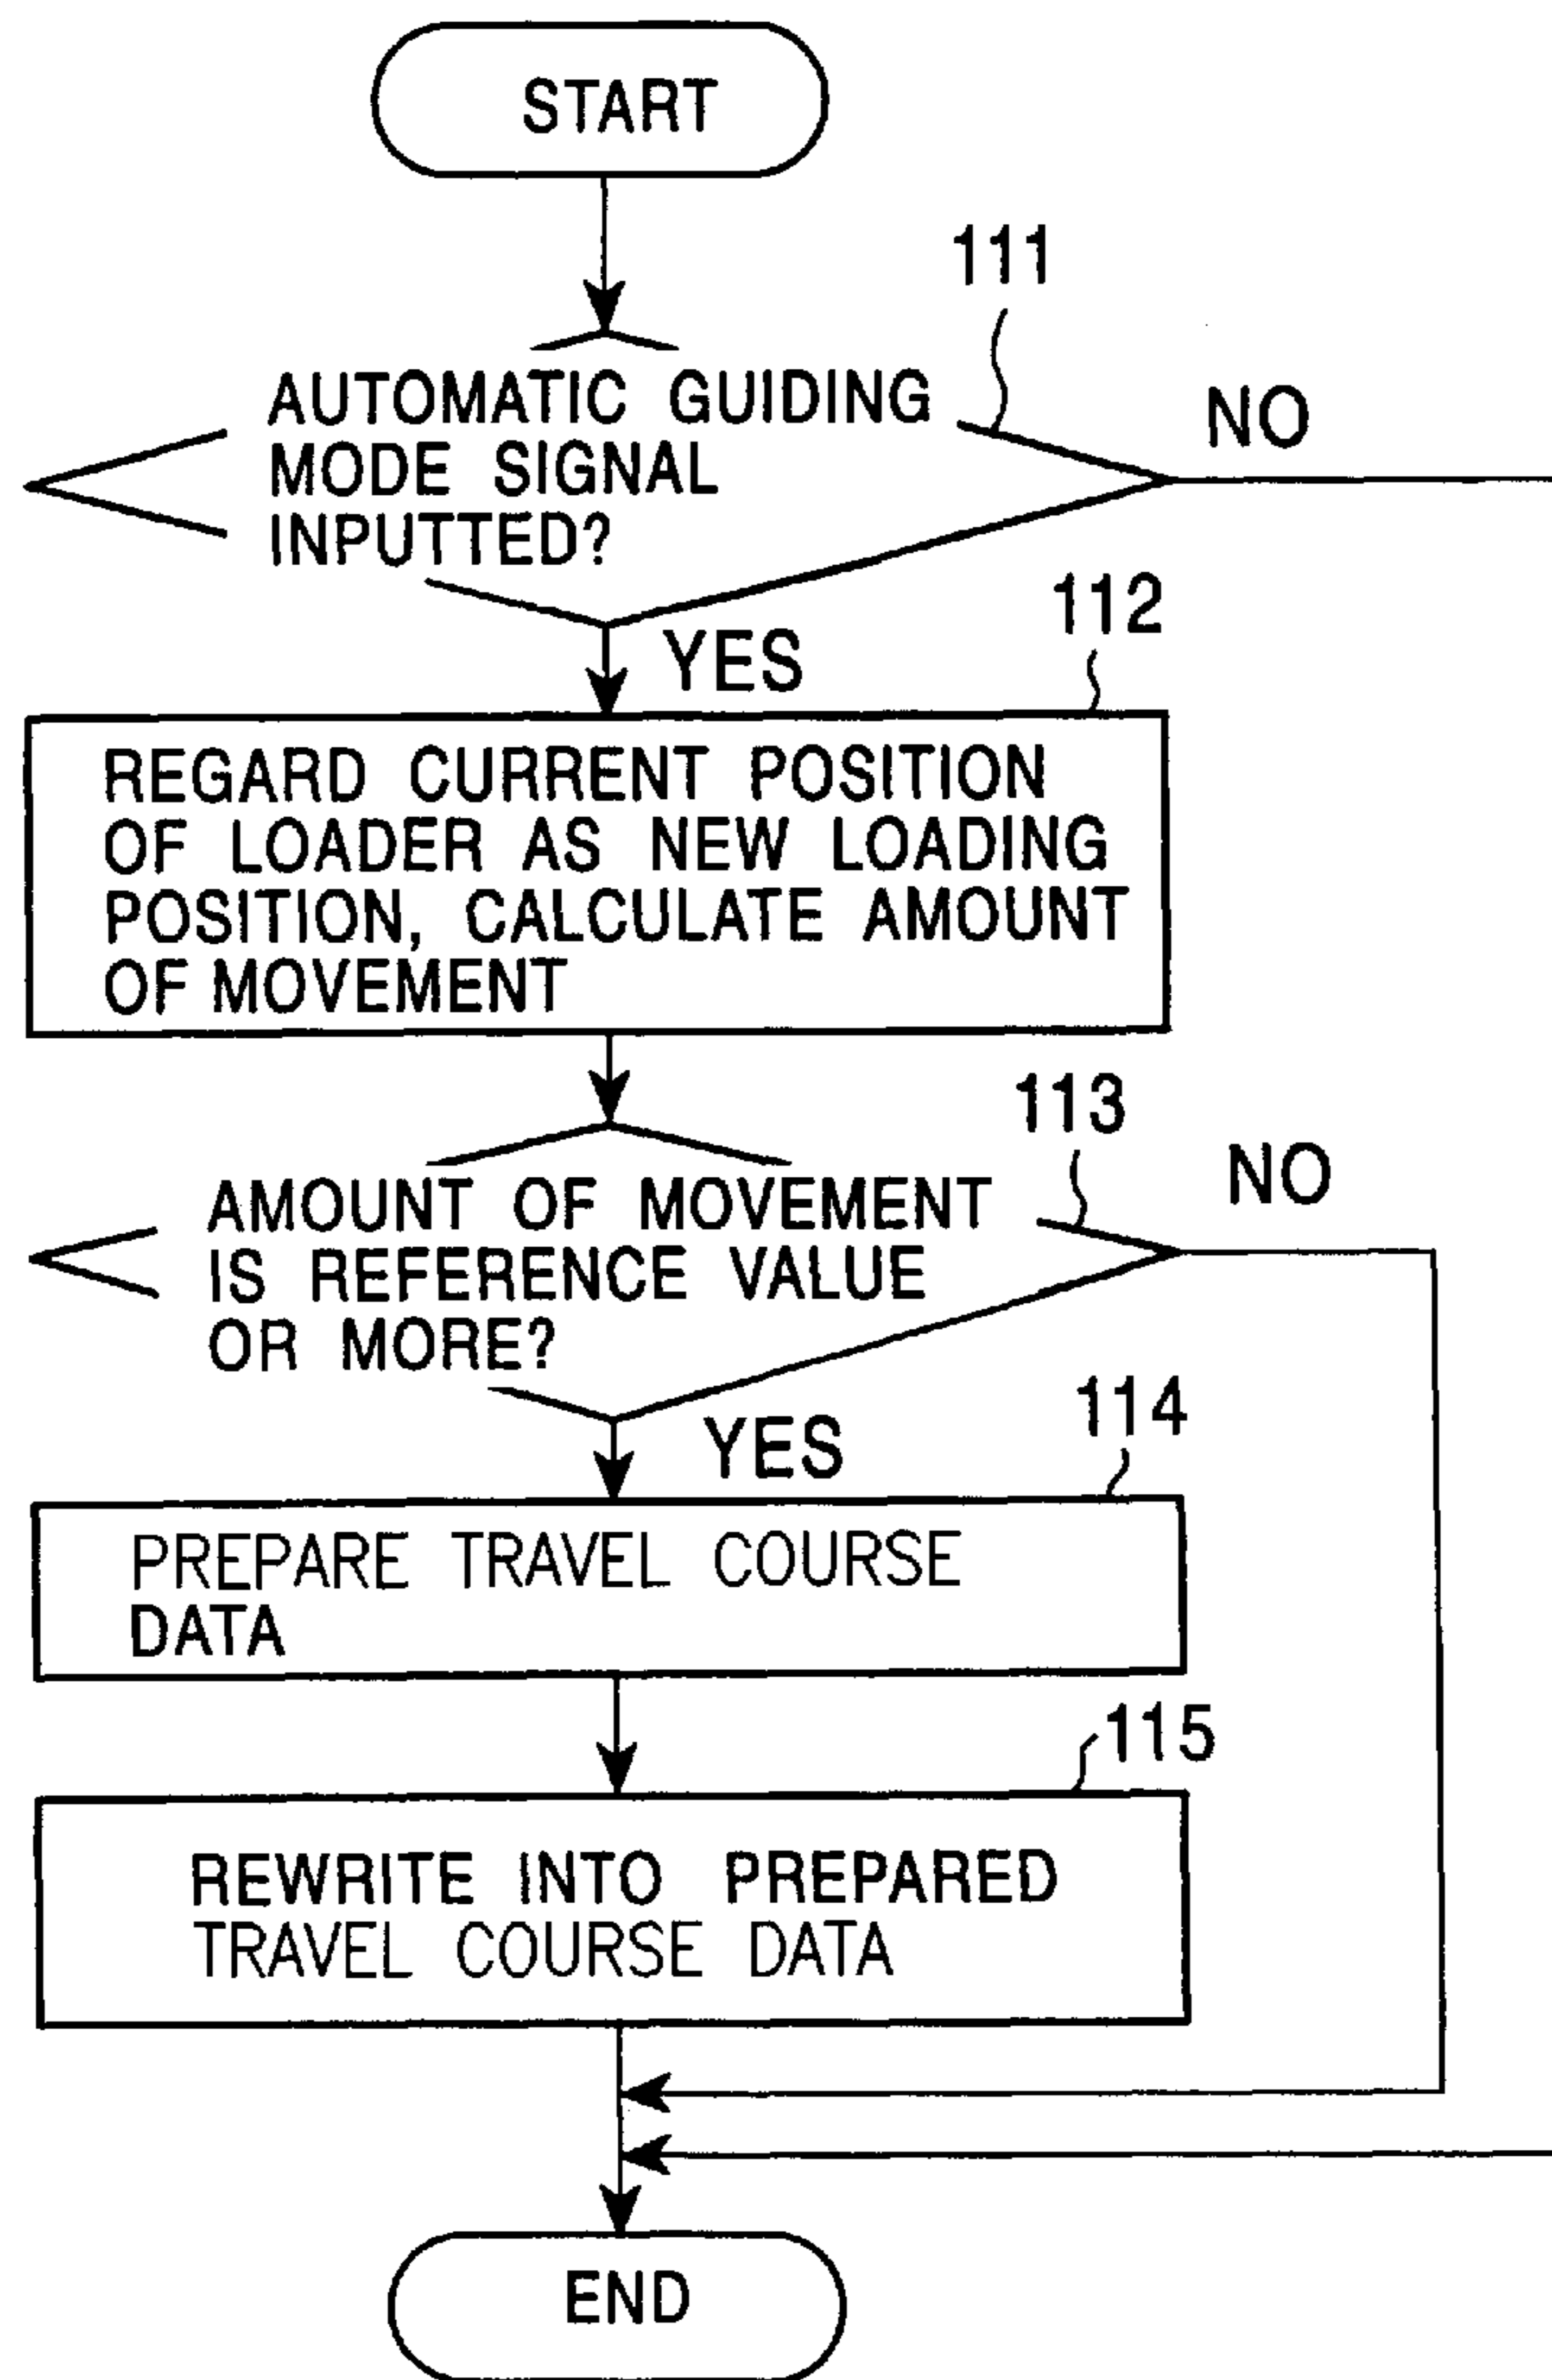 START
111
AUTOMATIC GUIDING
MODE SIGNAL
INPUTTED?
NO
YES
112
REGARD CURRENT POSITION
OF LOADER AS NEW LOADING
POSITION, CALCULATE AMOUNT
OF MOVEMENT
113
AMOUNT OF MOVEMENT
IS REFERENCE VALUE
OR MORE?
NO
YES
114
PREPARE TRAVEL COURSE
DATA
115
REWRITE INTO PREPARED
TRAVEL COURSE DATA
END